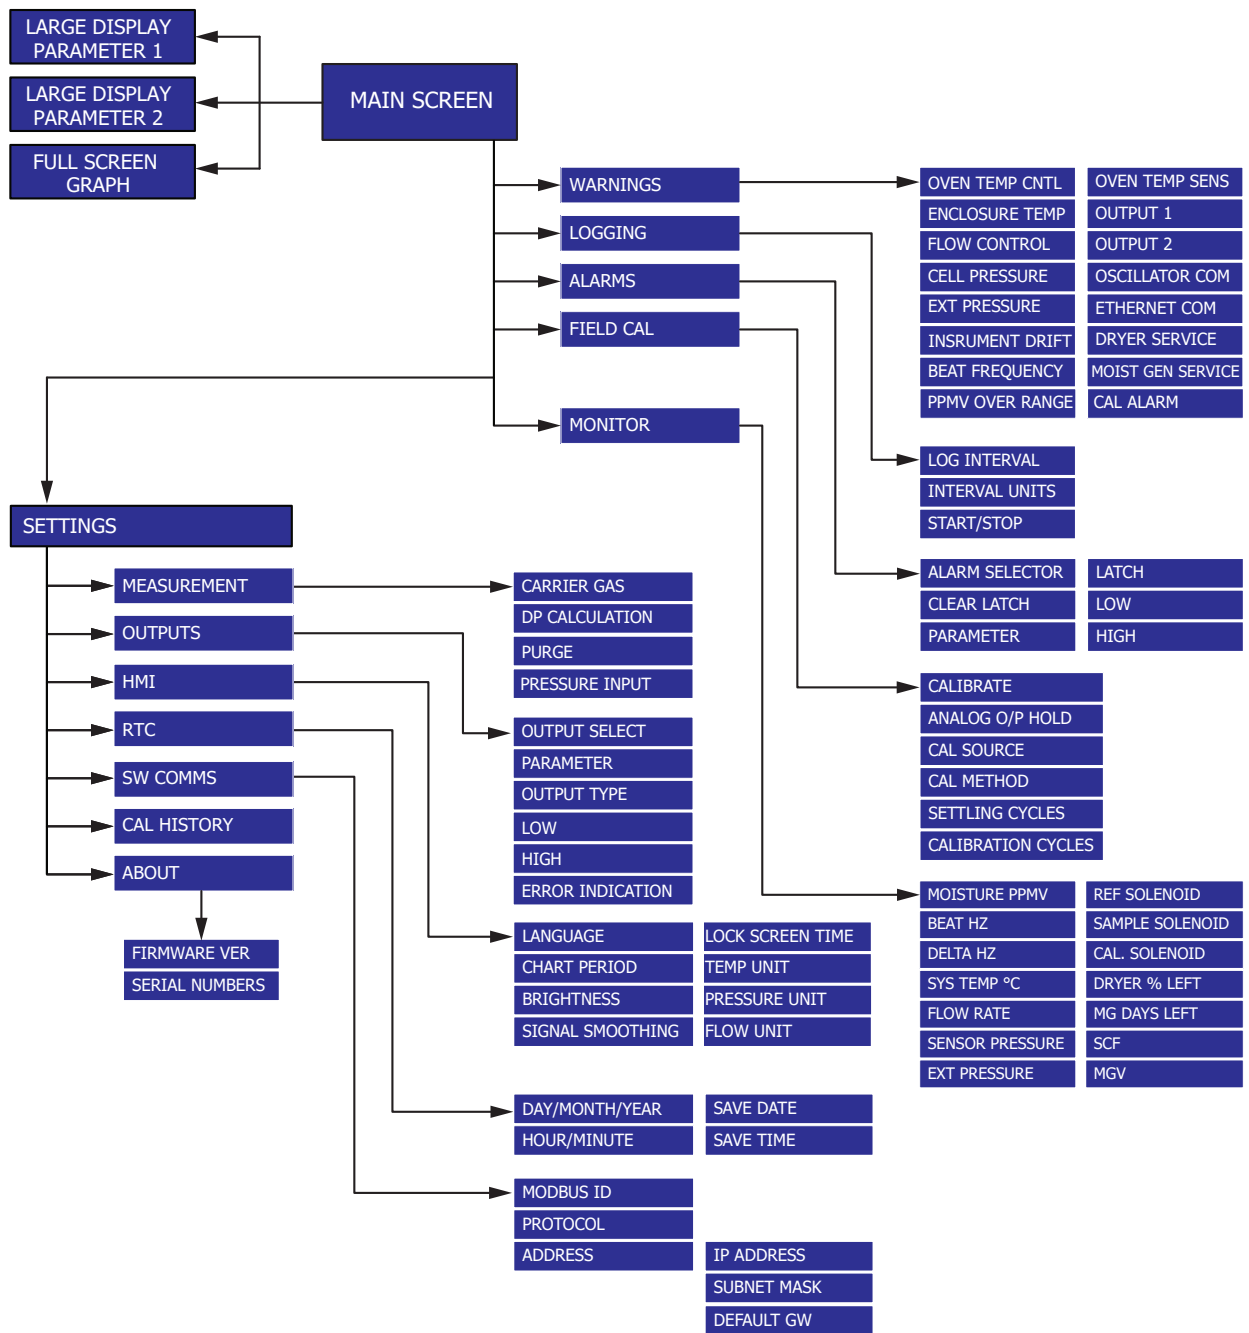 LARGE DISPLAY
PARAMETER 1
LARGE DISPLAY
PARAMETER 2
FULL SCREEN
GRAPH
MAIN SCREEN
WARNINGS
LOGGING
ALARMS
FIELD CAL
MONITOR
OVEN TEMP CNTL
ENCLOSURE TEMP
FLOW CONTROL
CELL PRESSURE
EXT PRESSURE
INSRUMENT DRIFT
BEAT FREQUENCY
PPMV OVER RANGE
OVEN TEMP SENS
OUTPUT 1
OUTPUT 2
OSCILLATOR COM
ETHERNET COM
DRYER SERVICE
MOIST GEN SERVICE
CAL ALARM
LOG INTERVAL
INTERVAL UNITS
START/STOP
ALARM SELECTOR
CLEAR LATCH
PARAMETER
LATCH
LOW
HIGH
CALIBRATE
ANALOG O/P HOLD
CAL SOURCE
CAL METHOD
SETTLING CYCLES
CALIBRATION CYCLES
MOISTURE PPMV
BEAT HZ
DELTA HZ
SYS TEMP °C
FLOW RATE
SENSOR PRESSURE
EXT PRESSURE
REF SOLENOID
SAMPLE SOLENOID
CAL. SOLENOID
DRYER % LEFT
MG DAYS LEFT
SCF
MGV
SETTINGS
MEASUREMENT
OUTPUTS
HMI
RTC
SW COMMS
CAL HISTORY
ABOUT
FIRMWARE VER
SERIAL NUMBERS
CARRIER GAS
DP CALCULATION
PURGE
PRESSURE INPUT
OUTPUT SELECT
PARAMETER
OUTPUT TYPE
LOW
HIGH
ERROR INDICATION
LANGUAGE
CHART PERIOD
BRIGHTNESS
SIGNAL SMOOTHING
LOCK SCREEN TIME
TEMP UNIT
PRESSURE UNIT
FLOW UNIT
DAY/MONTH/YEAR
HOUR/MINUTE
SAVE DATE
SAVE TIME
MODBUS ID
PROTOCOL
ADDRESS
IP ADDRESS
SUBNET MASK
DEFAULT GW